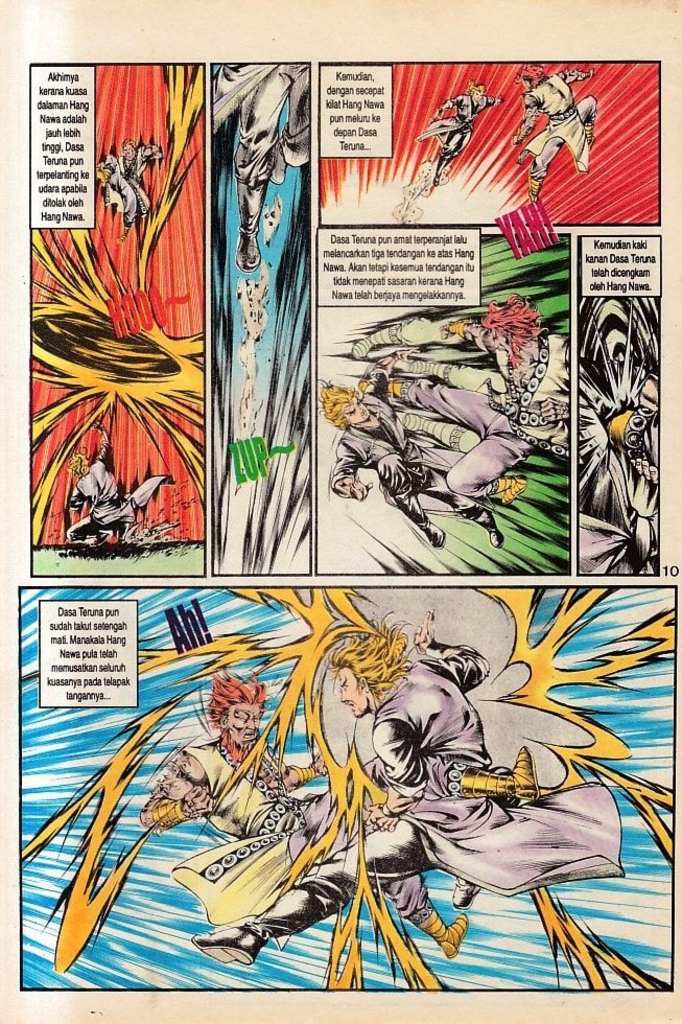 Akhirnya
kerana kuasa
dalaman Hang
Nawa adalah
jauh lebih
tinggi, Dasa
Teruna pun
terpelanting ke
udara apabila
ditolak oleh
Hang Nawa.
ZUP~
Kemudian,
dengan secepat
kilat Hang Nawa
pun meluru ke
depan Dasa
Teruna...
YAH!
Dasa Teruna pun amat terperanjat lalu
melancarkan tiga tendangan ke atas Hang
Nawa. Akan tetapi kesemua tendangan itu
tidak menepati sasaran kerana Hang
Nawa telah berjaya mengelakkannya.
Kemudian kaki
kanan Dasa Teruna
telah dicengkam
oleh Hang Nawa.
10
Dasa Teruna pun
sudah takut setengah
mati. Manakala Hang
Nawa pula telah
memusatkan seluruh
kuasanya pada telapak
tangannya...
Ah!